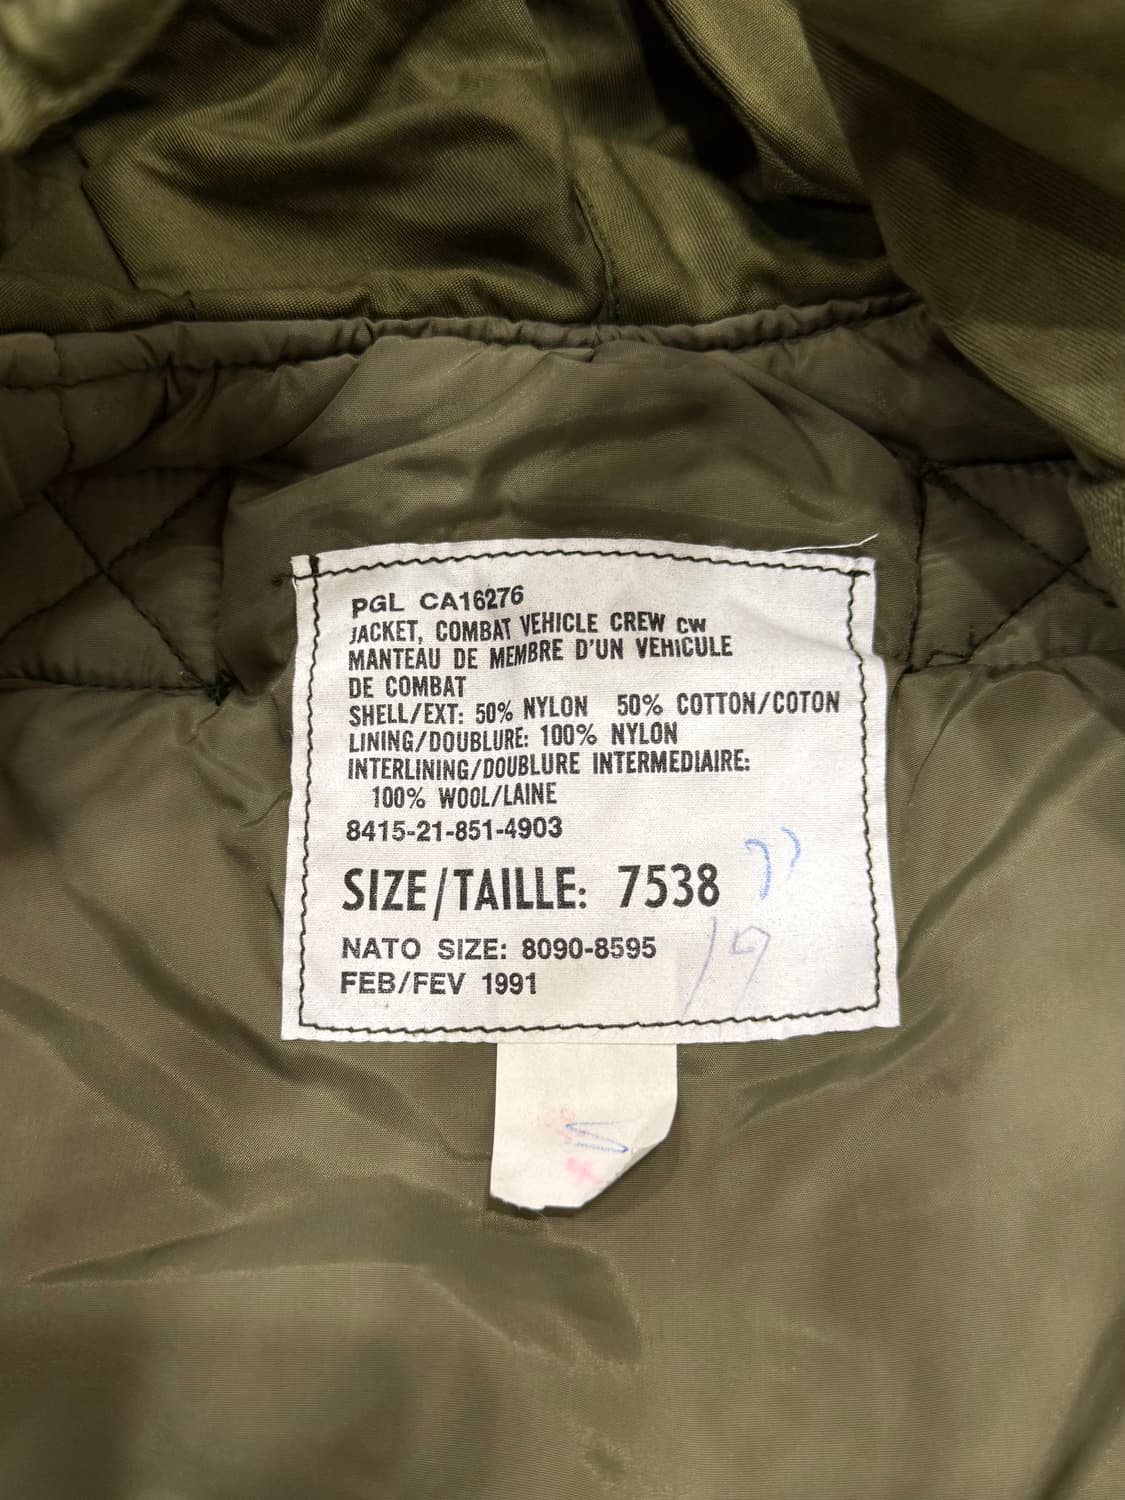 PGL CA16276
JACKET, COMBAT VEHICLE CREW CW
MANTEAU DE MEMBRE D'UN VEHICULE
DE COMBAT
SHELL/EXT: 50% NYLON 50% COTTON/COTON
LINING/DOUBLURE: 100% NYLON
INTERLINING/DOUBLURE INTERMEDIAIRE:
100% WOOL/LAINE
8415-21-851-4903
SIZE/TAILLE: 7538
NATO SIZE: 8090-8595
FEB/FEV 1991